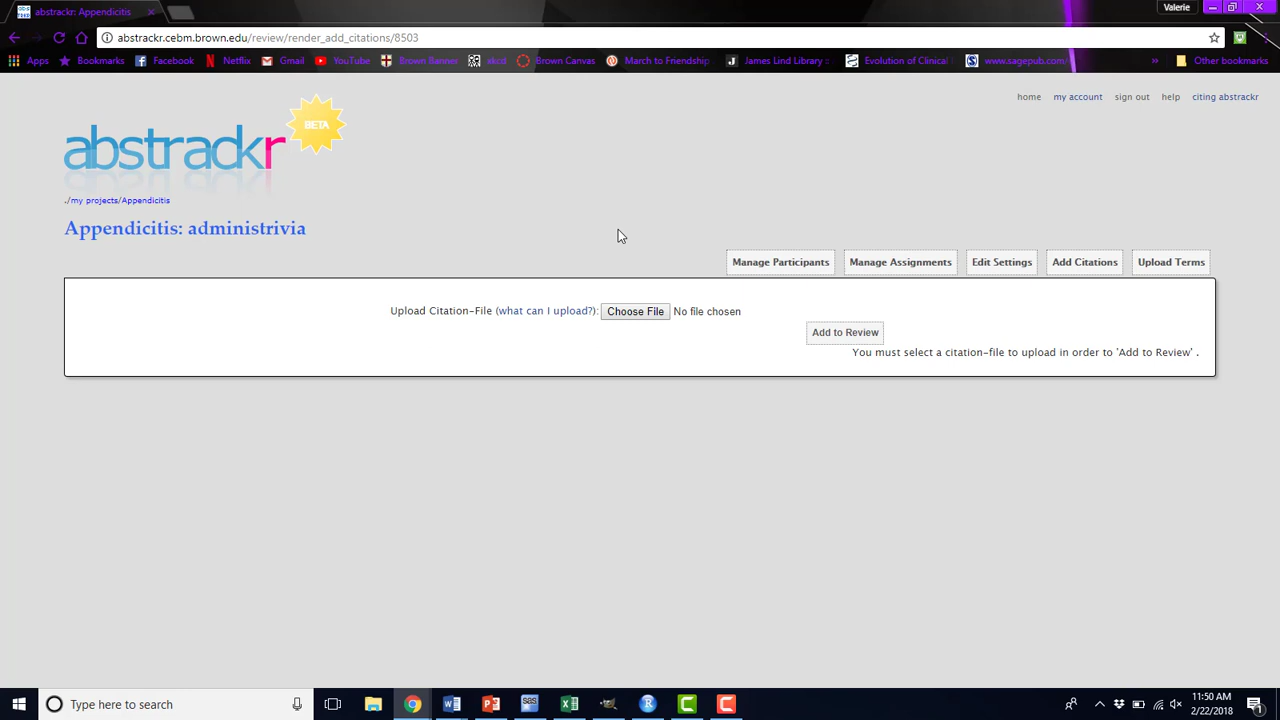 abstrackr: Appendicitis
Valerie
abstrackr.cebm.brown.edu/review/render_add_citations/8503
Apps Bookmarks Facebook Netflix Gmail YouTube Brown Banner xkcd Brown Canvas March to Friendship James Lind Library :: Evolution of Clinical www.sagepub.com/ » Other bookmarks
home my account sign out help citing abstrackr
abstrackr
BETA
./my projects/Appendicitis
Appendicitis: administrivia
Manage Participants Manage Assignments Edit Settings Add Citations Upload Terms
Upload Citation-File (what can I upload?): Choose File No file chosen
Add to Review
You must select a citation-file to upload in order to 'Add to Review' .
Type here to search
11:50 AM
2/22/2018